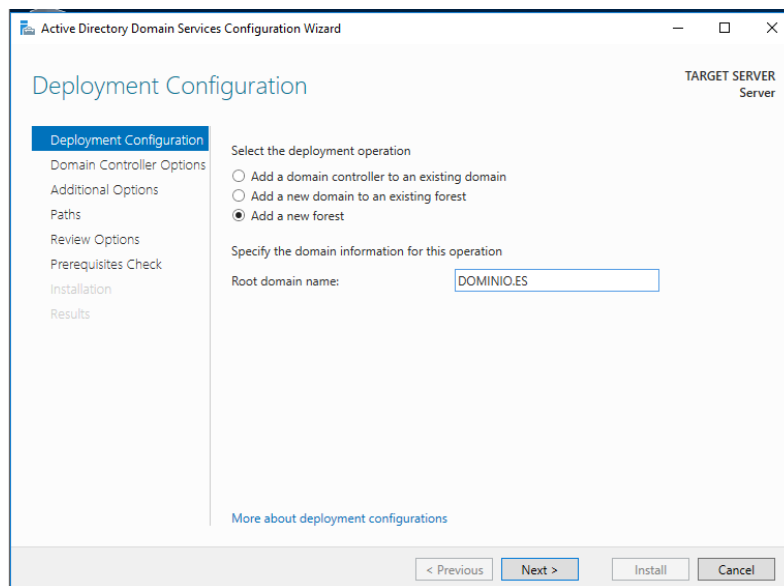 Active Directory Domain Services Configuration Wizard
Deployment Configuration
TARGET SERVER
Server
Deployment Configuration
Domain Controller Options
Additional Options
Paths
Review Options
Prerequisites Check
Installation
Results
Select the deployment operation
Add a domain controller to an existing domain
Add a new domain to an existing forest
Add a new forest
Specify the domain information for this operation
Root domain name:
DOMINIO.ES
More about deployment configurations
< Previous
Next >
Install
Cancel